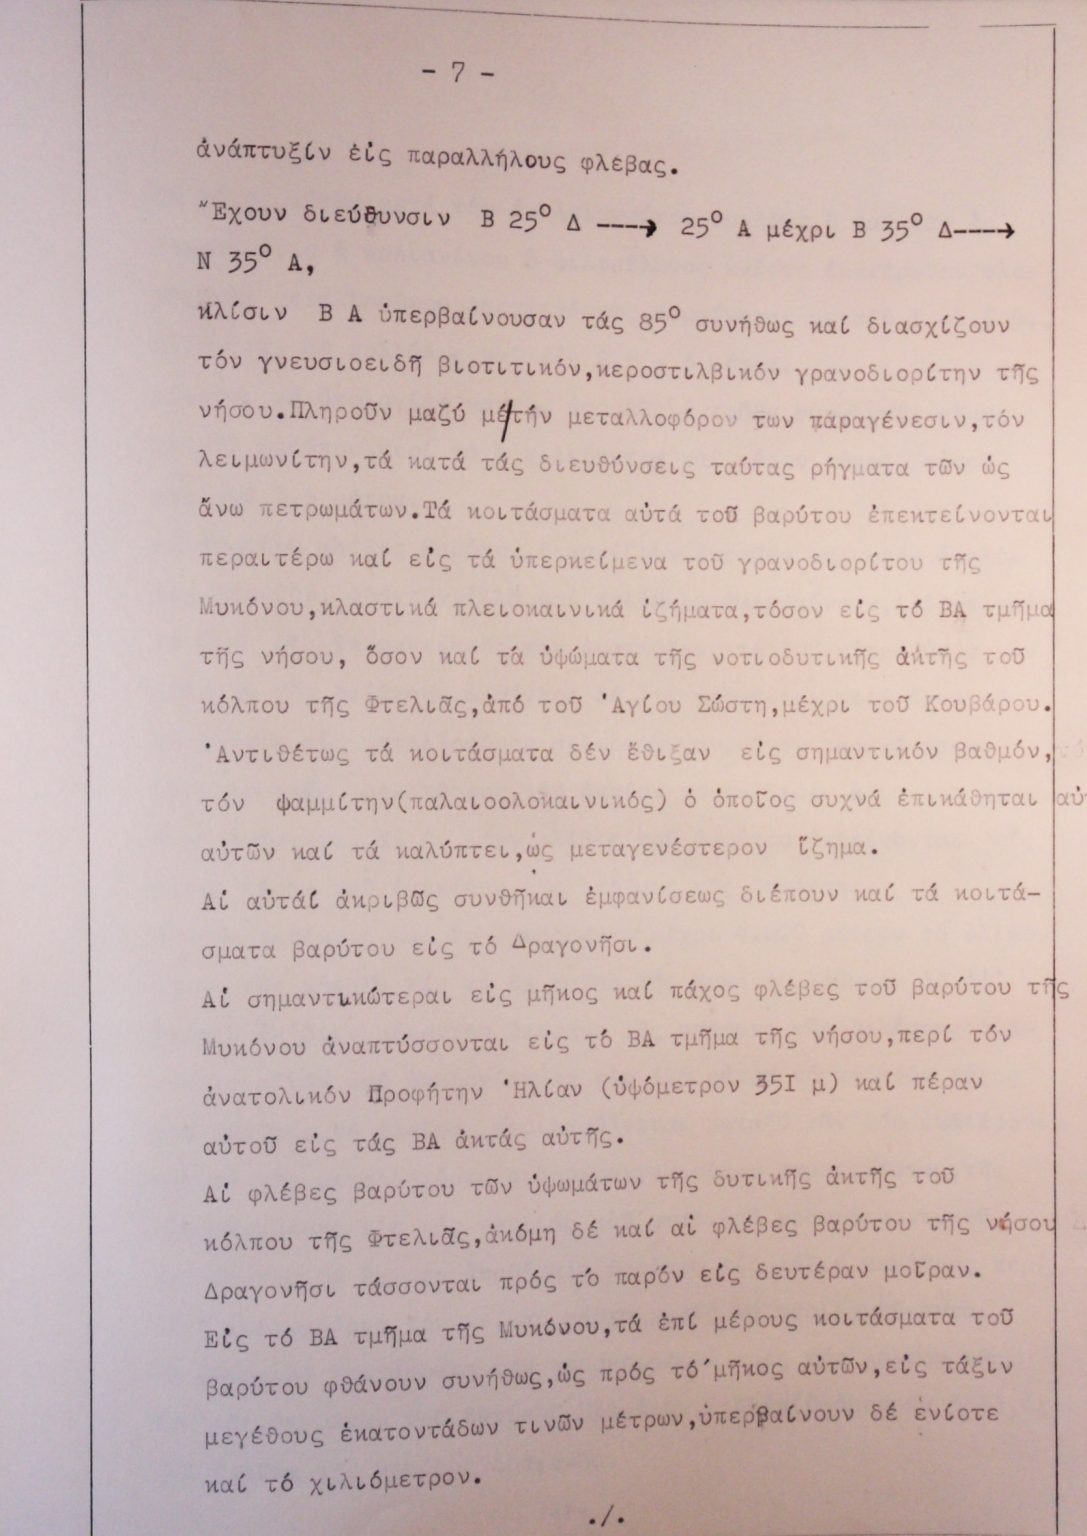 - 7 -
ἀνάπτυξίν εἰς παραλλήλους φλέβας.
Ἔχουν διεύθυνσιν Β 25° Δ ---→ 25° Α μέχρι Β 35° Δ---→
Ν 35° Α,
κλίσιν Β Α ὑπερβαίνουσαν τάς 85° συνήθως καί διασχίζουν
τόν γνευσιοειδῆ βιοτιτικόν,κεροστιλβικόν γρανοδιορίτην τῆς
νήσου.Πληροῦν μαζύ μέ/τήν μεταλλοφόρον των πάραγένεσιν,τόν
λειμωνίτην,τά κατά τάς διευθύνσεις ταύτας ρήγματα τῶν ὡς
ἄνω πετρωμάτων.Τά κοιτάσματα αὐτά τοῦ βαρύτου ἐπεκτείνονται
περαιτέρω καί εἰς τά ὑπερκείμενα τοῦ γρανοδιορίτου τῆς
Μυκόνου,κλαστικά πλειοκαινικά ἰζήματα,τόσον εἰς τό ΒΑ τμῆμα
τῆς νήσου, ὅσον καί τά ὑψώματα τῆς νοτιοδυτικῆς ἀκτῆς τοῦ
κόλπου τῆς Φτελιᾶς,ἀπό τοῦ Ἁγίου Σώστη,μέχρι τοῦ Κουβάρου.
Ἀντιθέτως τά κοιτάσματα δέν ἔθιξαν εἰς σημαντικόν βαθμόν,
τόν ψαμμίτην(παλαιοολοκαινικός) ὁ ὁποῖος συχνά ἐπικάθηται
αὐτῶν καί τά καλύπτει,ὡς μεταγενέστερον ἵζημα.
Αἱ αὐτάί ἀκριβῶς συνθῆκαι ἐμφανίσεως διέπουν καί τά κοιτά-
σματα βαρύτου εἰς τό Δραγονῆσι.
Αἱ σημαντικώτεραι εἰς μῆκος καί πάχος φλέβες τοῦ βαρύτου τῆς
Μυκόνου ἀναπτύσσονται εἰς τό ΒΑ τμῆμα τῆς νήσου,περί τόν
ἀνατολικόν Προφήτην Ἠλίαν (ὑψόμετρον 35Ι μ) καί πέραν
αὐτοῦ εἰς τάς ΒΑ ἀκτάς αὐτῆς.
Αἱ φλέβες βαρύτου τῶν ὑψωμάτων τῆς δυτικῆς ἀκτῆς τοῦ
κόλπου τῆς Φτελιᾶς,ἀκόμη δέ καί αἱ φλέβες βαρύτου τῆς νήσου
Δραγονῆσι τάσσονται πρός τό παρόν εἰς δευτέραν μοῖραν.
Εἰς τό ΒΑ τμῆμα τῆς Μυκόνου,τά ἐπί μέρους κοιτάσματα τοῦ
βαρύτου φθάνουν συνήθως,ὡς πρός τό μῆκος αὐτῶν,εἰς τάξιν
μεγέθους ἑκατοντάδων τινῶν μέτρων,ὑπερβαίνουν δέ ἐνίοτε
καί τό χιλιόμετρον.
./.